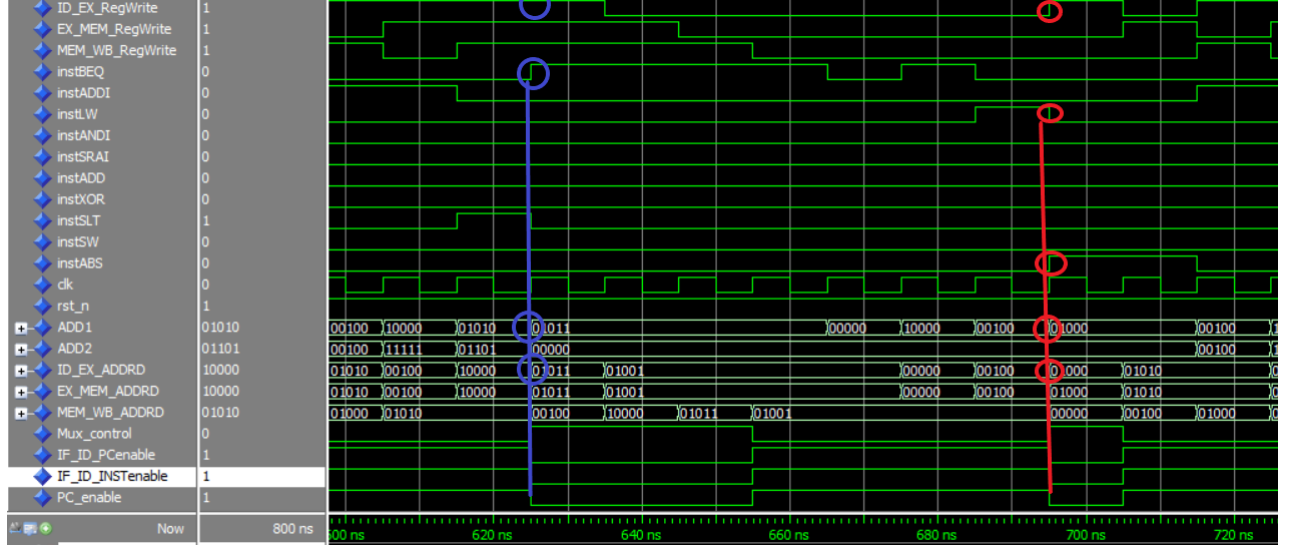 ID_EX_RegWrite 1
EX_MEM_RegWrite 1
MEM_WB_RegWrite 1
instBEQ 0
instADDI 0
instLW 0
instANDI 0
instSRAI 0
instADD 0
instXOR 0
instSLT 1
instSW 0
instABS 0
clk 0
rst_n 1
ADD1 01010 00100 10000 01010 01011 00000 10000 00100 01000 00100
ADD2 01101 00100 11111 01101 00000 00100
ID_EX_ADDRD 10000 01010 00100 10000 01011 01001 00000 00100 01000 01010
EX_MEM_ADDRD 10000 01010 00100 10000 01011 01001 00000 00100 01000 01010
MEM_WB_ADDRD 01010 01000 01010 00100 10000 01011 01001 00000 00100 01000
Mux_control 0
IF_ID_PCenable 1
IF_ID_INSTenable 1
PC_enable 1
Now 800 ns 00 ns 620 ns 640 ns 660 ns 680 ns 700 ns 720 ns